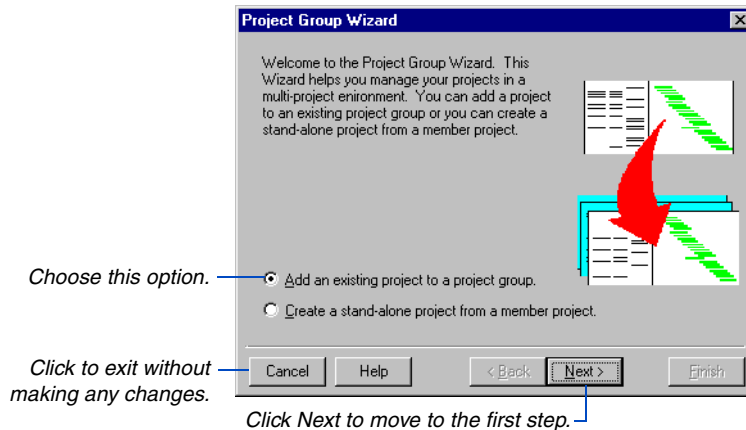 Project Group Wizard
Welcome to the Project Group Wizard. This
Wizard helps you manage your projects in a
multi-project enironment. You can add a project
to an existing project group or you can create a
stand-alone project from a member project.
Choose this option.
Add an existing project to a project group.
Create a stand-alone project from a member project.
Click to exit without
making any changes.
Cancel
Help
< Back
Next >
Finish
Click Next to move to the first step.